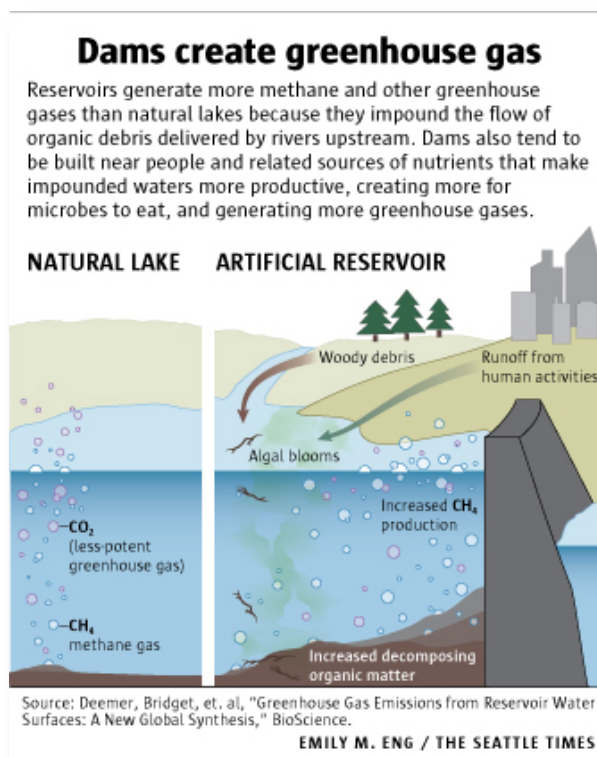 Dams create greenhouse gas
Reservoirs generate more methane and other greenhouse
gases than natural lakes because they impound the flow of
organic debris delivered by rivers upstream. Dams also tend to
be built near people and related sources of nutrients that make
impounded waters more productive, creating more for
microbes to eat, and generating more greenhouse gases.
NATURAL LAKE
ARTIFICIAL RESERVOIR
Woody debris
Runoff from
human activities
Algal blooms
CO₂
(less-potent
greenhouse gas)
Increased CH₄
production
CH₄
methane gas
Increased decomposing
organic matter
Source: Deemer, Bridget, et. al, "Greenhouse Gas Emissions from Reservoir Water
Surfaces: A New Global Synthesis," BioScience.
EMILY M. ENG / THE SEATTLE TIMES